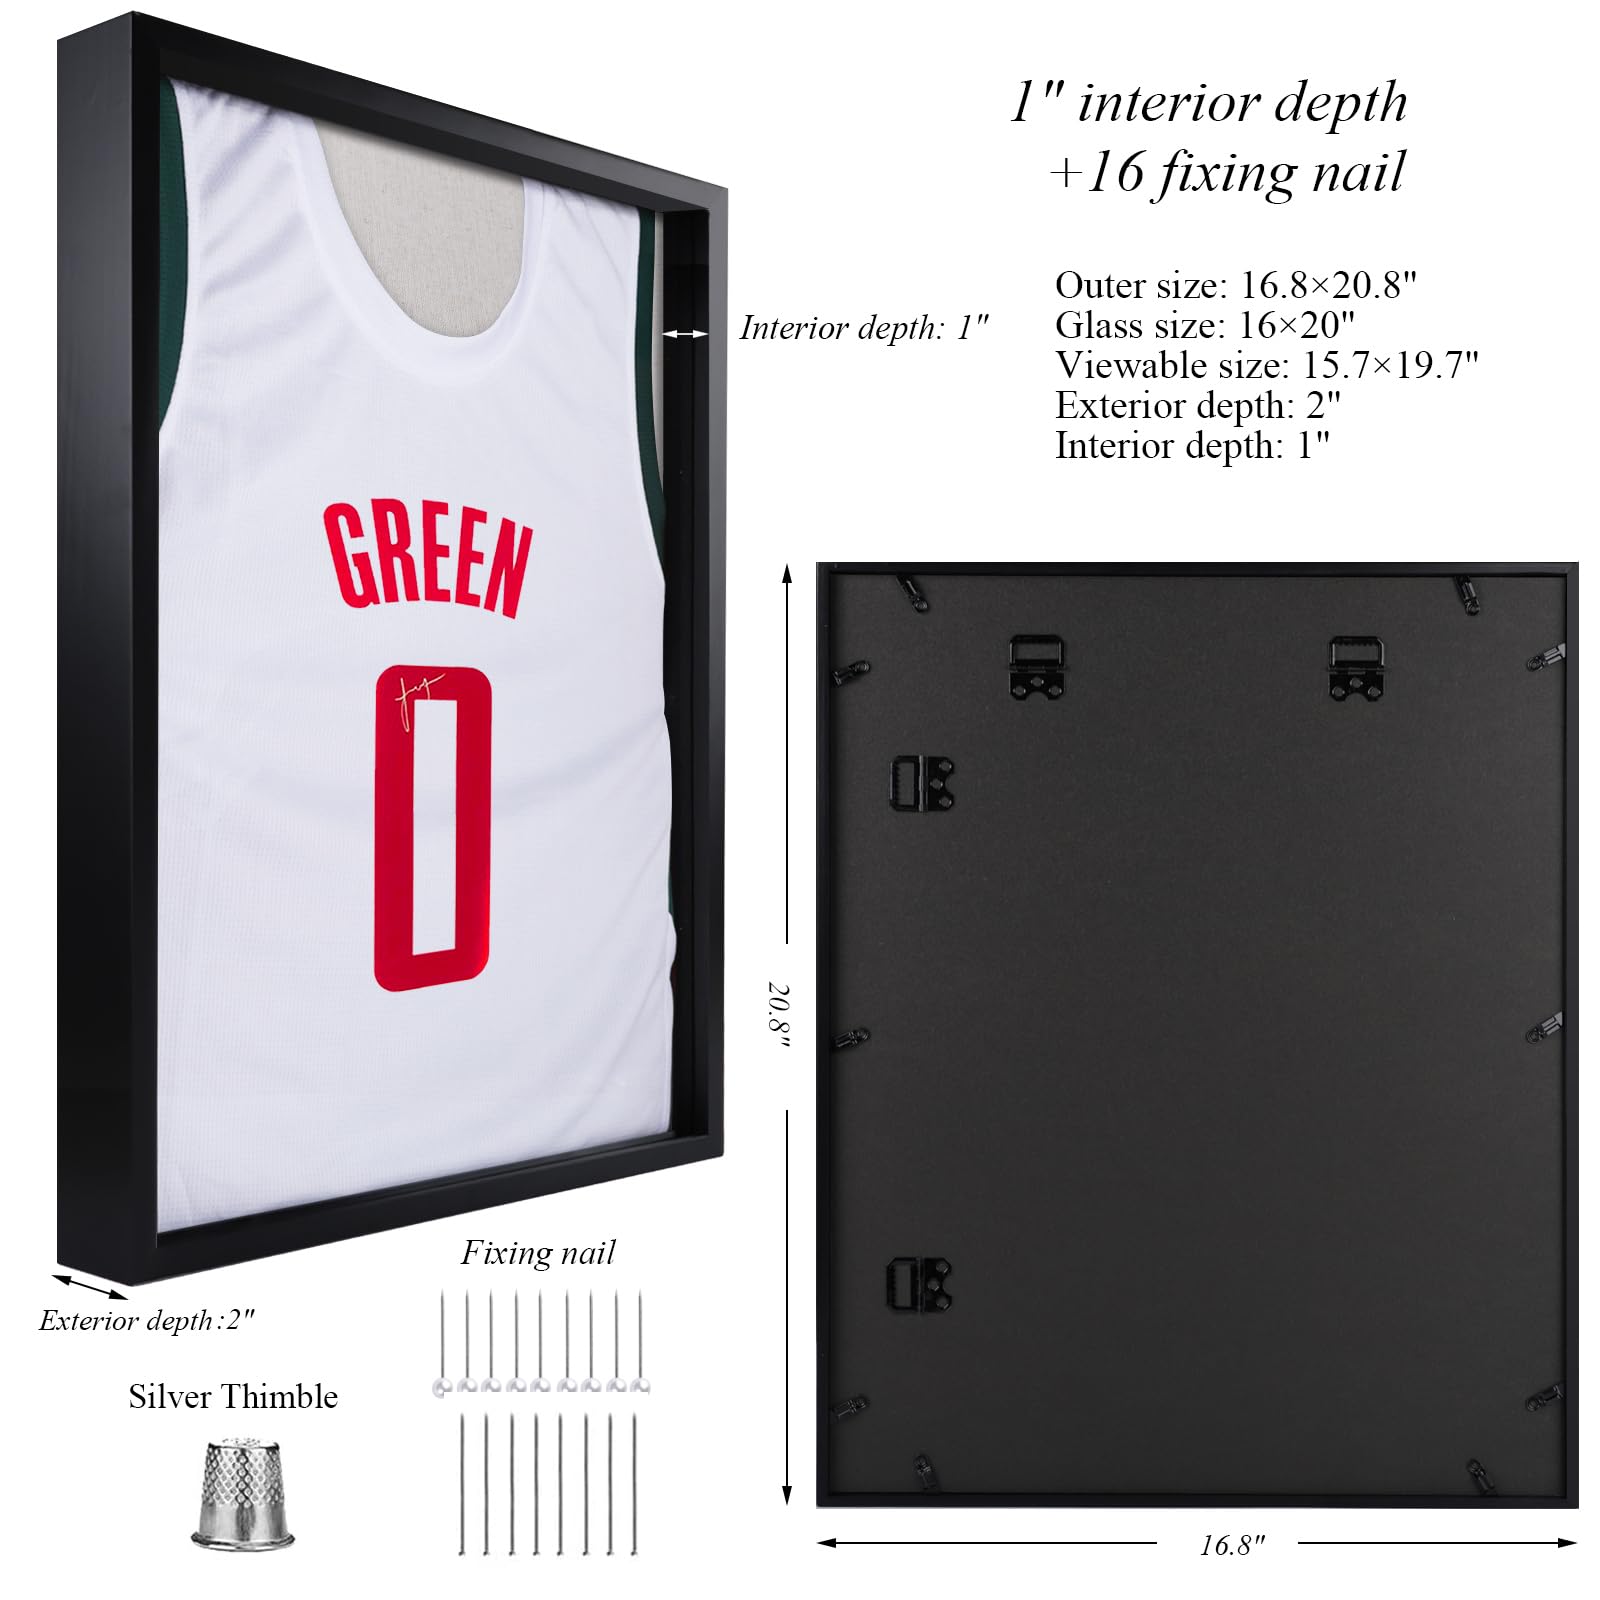 1" interior depth
+16 fixing nail
Outer size: 16.8×20.8"
Glass size: 16×20"
Viewable size: 15.7×19.7"
Exterior depth: 2"
Interior depth: 1"
Interior depth: 1"
GREEN
0
20.8"
16.8"
Exterior depth:2"
Fixing nail
Silver Thimble